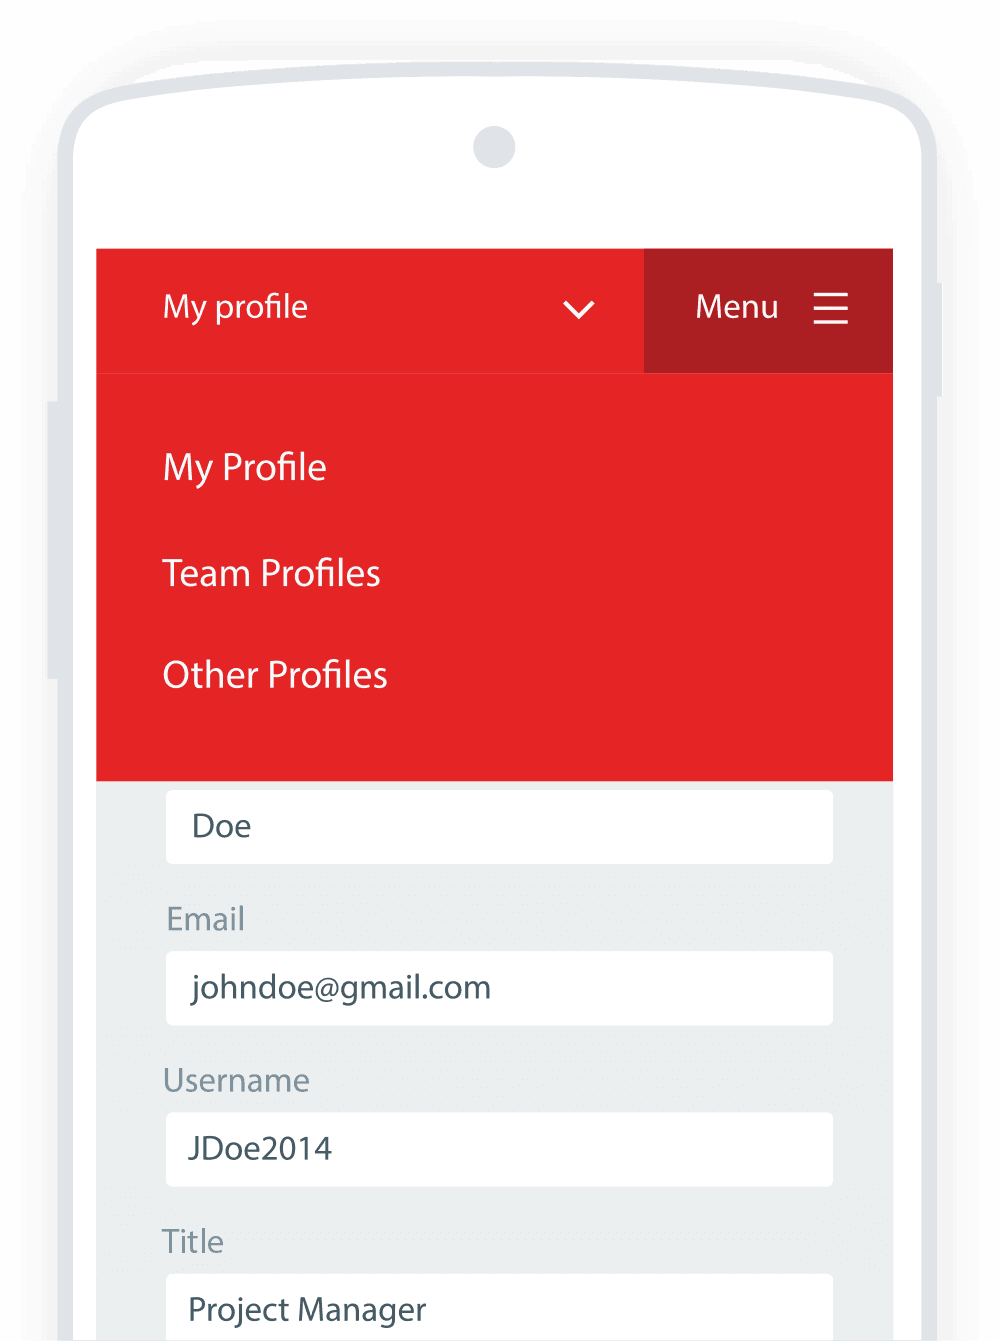 My profile
Menu
My Profile
Team Profiles
Other Profiles
Doe
Email
johndoe@gmail.com
Username
JDoe2014
Title
Project Manager